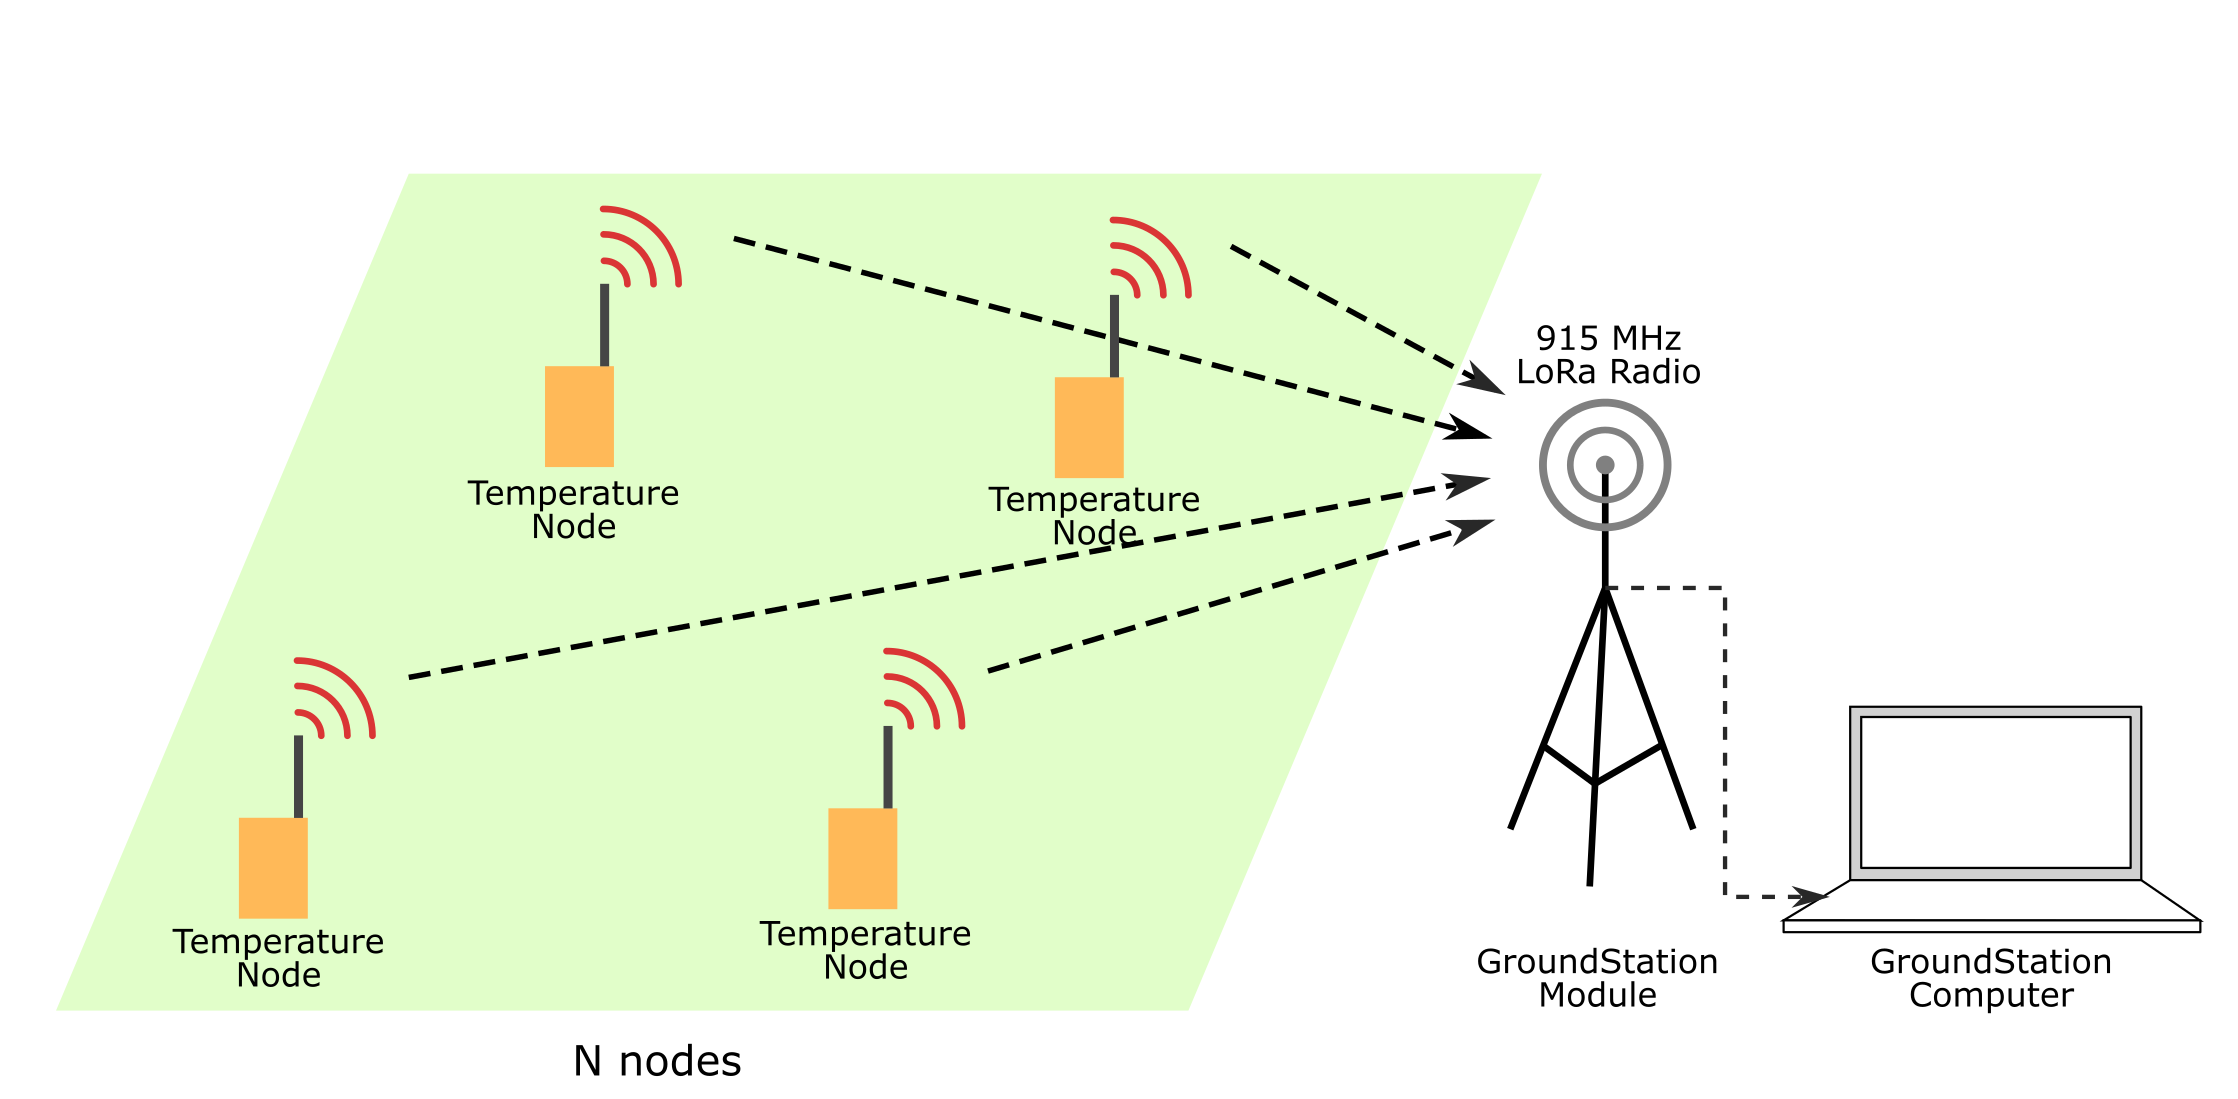 915 MHz
LoRa Radio
Temperature
Node
Temperature
Node
Temperature
Node
Temperature
Node
GroundStation
Module
GroundStation
Computer
N nodes